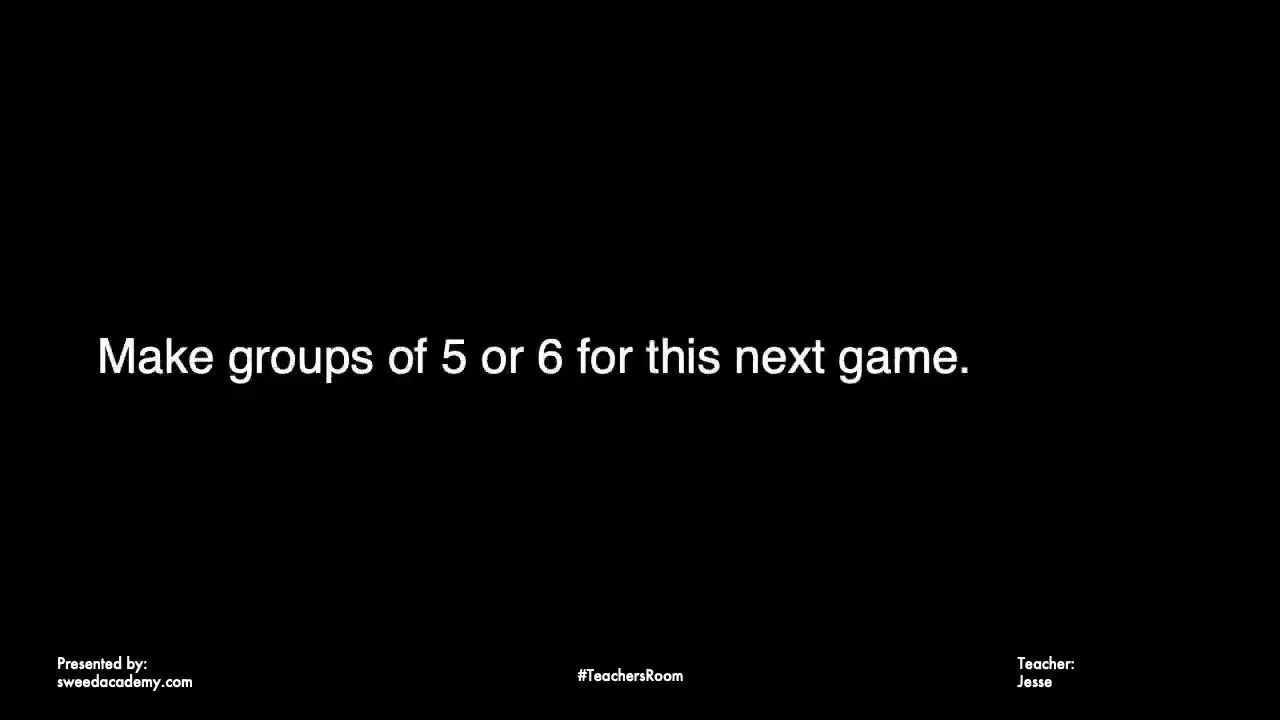 Make groups of 5 or 6 for this next game.
Presented by:
sweedacademy.com
#TeachersRoom
Teacher:
Jesse